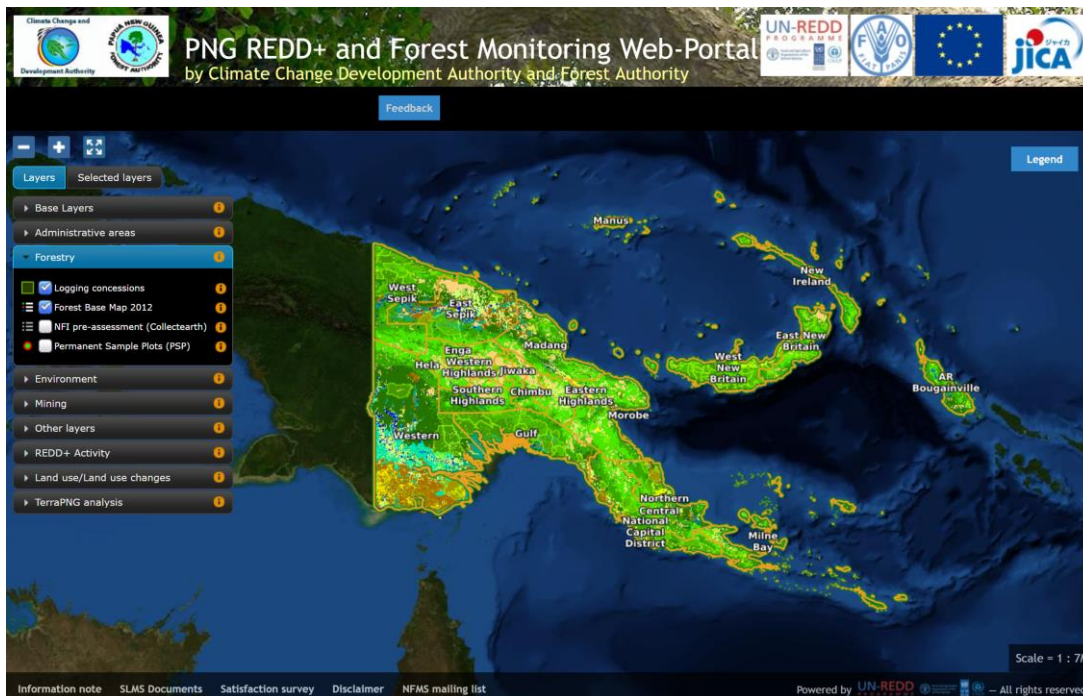 Climate Change and
Development Authority
PAPUA NEW GUINEA
FOREST AUTHORITY
PNG REDD+ and Forest Monitoring Web-Portal
by Climate Change Development Authority and Forest Authority
UN-REDD
PROGRAMME
FAO
FIAT PANIS
ジャイカ
jICA
Feedback
Legend
Layers
Selected layers
Base Layers
Administrative areas
Forestry
Logging concessions
Forest Base Map 2012
NFI pre-assessment (Collectearth)
Permanent Sample Plots (PSP)
Environment
Mining
Other layers
REDD+ Activity
Land use/Land use changes
TerraPNG analysis
Manus
New
Ireland
West
Sepik
East
Sepik
Madang
East New
Britain
West
New
Britain
AR
Bougainville
Enga
Hela
Western
Highlands
Jiwaka
Southern
Highlands
Chimbu
Eastern
Highlands
Morobe
Western
Gulf
Northern
Central
National
Capital
District
Milne
Bay
Scale = 1 : 7
Information note
SLMS Documents
Satisfaction survey
Disclaimer
NFMS mailing list
Powered by
UN-REDD
— All rights reserve